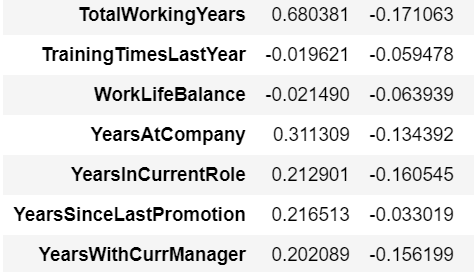 TotalWorkingYears 0.680381 -0.171063
TrainingTimesLastYear -0.019621 -0.059478
WorkLifeBalance -0.021490 -0.063939
YearsAtCompany 0.311309 -0.134392
YearsInCurrentRole 0.212901 -0.160545
YearsSinceLastPromotion 0.216513 -0.033019
YearsWithCurrManager 0.202089 -0.156199